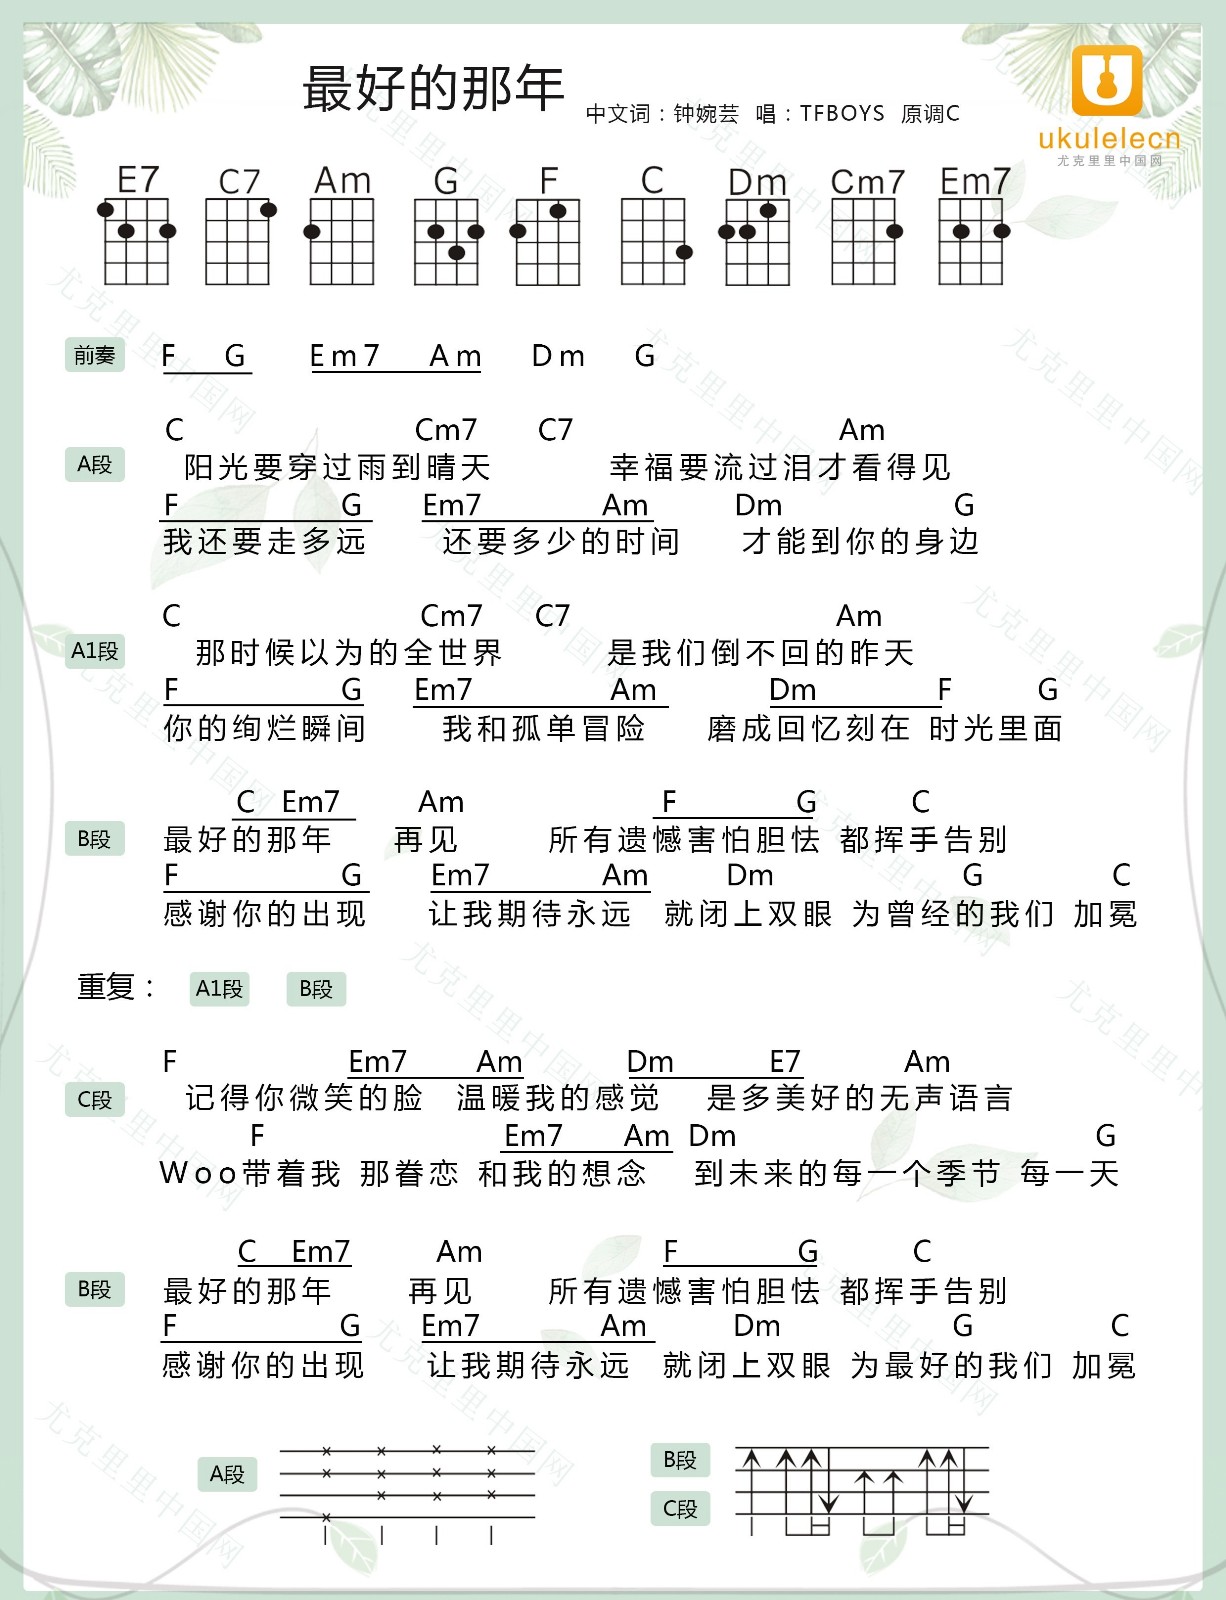 最好的那年
中文词：钟婉芸 唱：TFBOYS 原调C
ukulelecn
尤克里里中国网
E7 C7 Am G F C Dm Cm7 Em7
前奏 F G Em7 Am Dm G
C Cm7 C7 Am
A段 阳光要穿过雨到晴天 幸福要流过泪才看得见
F G Em7 Am Dm G
我还要走多远 还要多少的时间 才能到你的身边
C Cm7 C7 Am
A1段 那时候以为的全世界 是我们倒不回的昨天
F G Em7 Am Dm F G
你的绚烂瞬间 我和孤单冒险 磨成回忆刻在 时光里面
C Em7 Am F G C
B段 最好的那年 再见 所有遗憾害怕胆怯 都挥手告别
F G Em7 Am Dm G C
感谢你的出现 让我期待永远 就闭上双眼 为曾经的我们 加冕
重复： A1段 B段
F Em7 Am Dm E7 Am
C段 记得你微笑的脸 温暖我的感觉 是多美好的无声语言
F Em7 Am Dm G
Woo带着我 那眷恋 和我的想念 到未来的每一个季节 每一天
C Em7 Am F G C
B段 最好的那年 再见 所有遗憾害怕胆怯 都挥手告别
F G Em7 Am Dm G C
感谢你的出现 让我期待永远 就闭上双眼 为最好的我们 加冕
A段 B段
C段